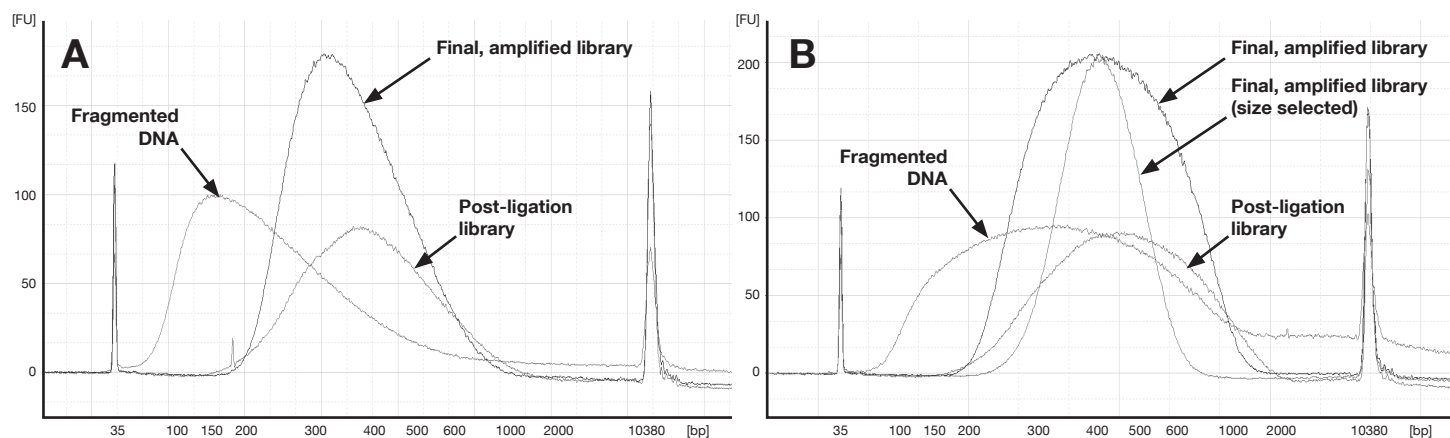 [FU]
A
Final, amplified library
150
Fragmented
DNA
100
Post-ligation
library
50
0
35 100 150 200 300 400 500 600 1000 2000 10380 [bp]
[FU]
B
Final, amplified library
200
Final, amplified library
(size selected)
150
Fragmented
DNA
100
Post-ligation
library
50
0
35 100 150 200 300 400 500 600 1000 2000 10380 [bp]